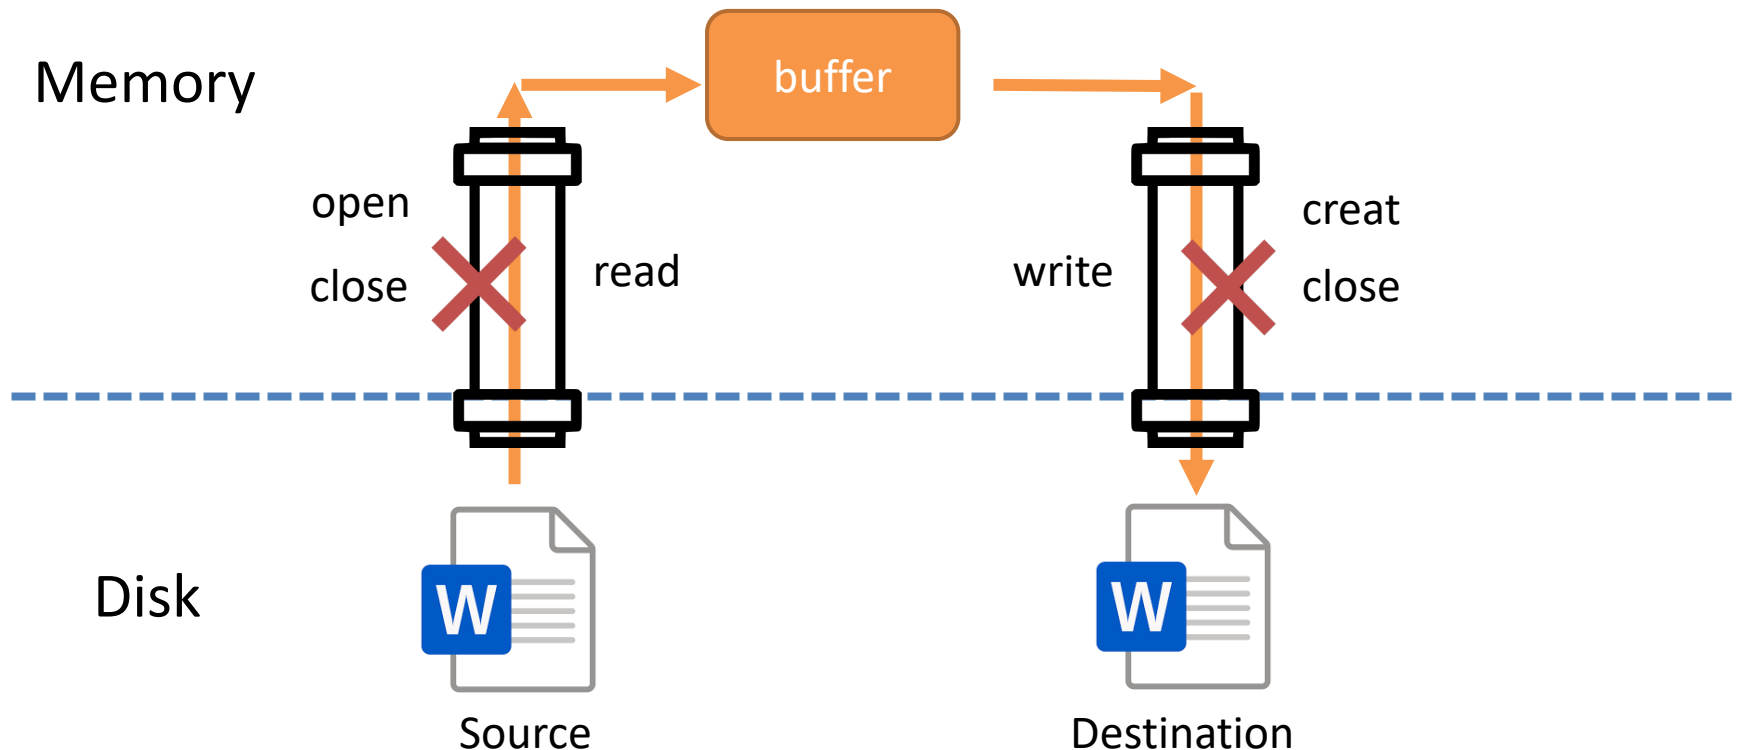 Memory
buffer
open
creat
close
read
write
close
W
W
Disk
Source
Destination